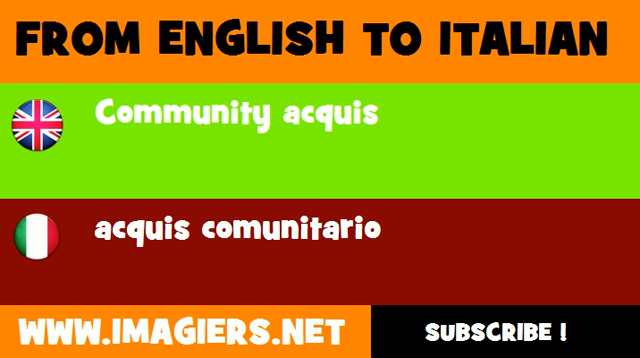 FROM ENGLISH TO ITALIAN
Community acquis
acquis comunitario
WWW.IMAGIERS.NET
SUBSCRIBE !